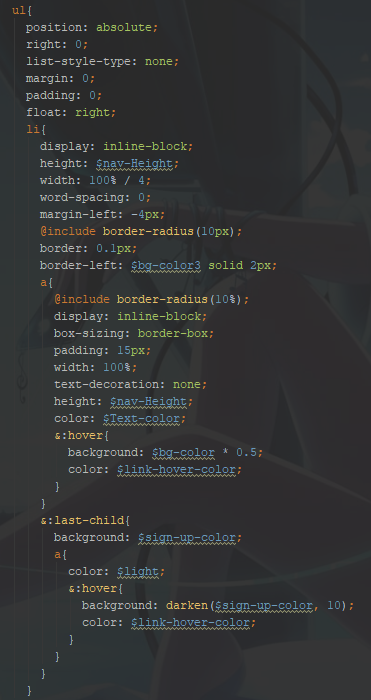 ul{
position: absolute;
right: 0;
list-style-type: none;
margin: 0;
padding: 0;
float: right;
li{
display: inline-block;
height: $nav-Height;
width: 100% / 4;
word-spacing: 0;
margin-left: -4px;
@include border-radius(10px);
border: 0.1px;
border-left: $bg-color3 solid 2px;
a{
@include border-radius(10%);
display: inline-block;
box-sizing: border-box;
padding: 15px;
width: 100%;
text-decoration: none;
height: $nav-Height;
color: $Text-color;
&:hover{
background: $bg-color * 0.5;
color: $link-hover-color;
}
}
&:last-child{
background: $sign-up-color;
a{
color: $light;
&:hover{
background: darken($sign-up-color, 10);
color: $link-hover-color;
}
}
}
}